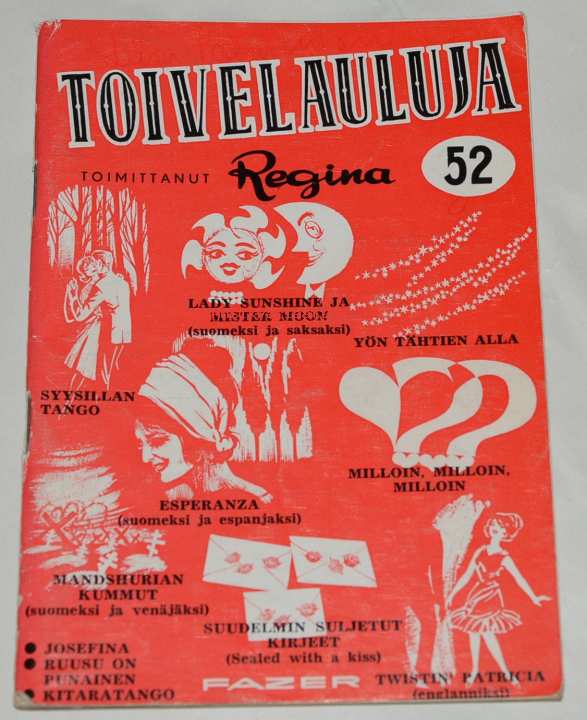 TOIVELAULUJA
TOIMITTANUT Regina 52
LADY SUNSHINE JA
MISTER MOON
(suomeksi ja saksaksi)
YÖN TÄHTIEN ALLA
SYYSILLAN
TANGO
MILLOIN, MILLOIN,
MILLOIN
ESPERANZA
(suomeksi ja espanjaksi)
MANDSHURIAN
KUMMUT
(suomeksi ja venäjäksi)
SUUDELMIN SULJETUT
KIRJEET
(Sealed with a kiss)
TWISTIN' PATRICIA
(englanniksi)
● JOSEFINA
● RUUSU ON
PUNAINEN
● KITARATANGO
FAZER